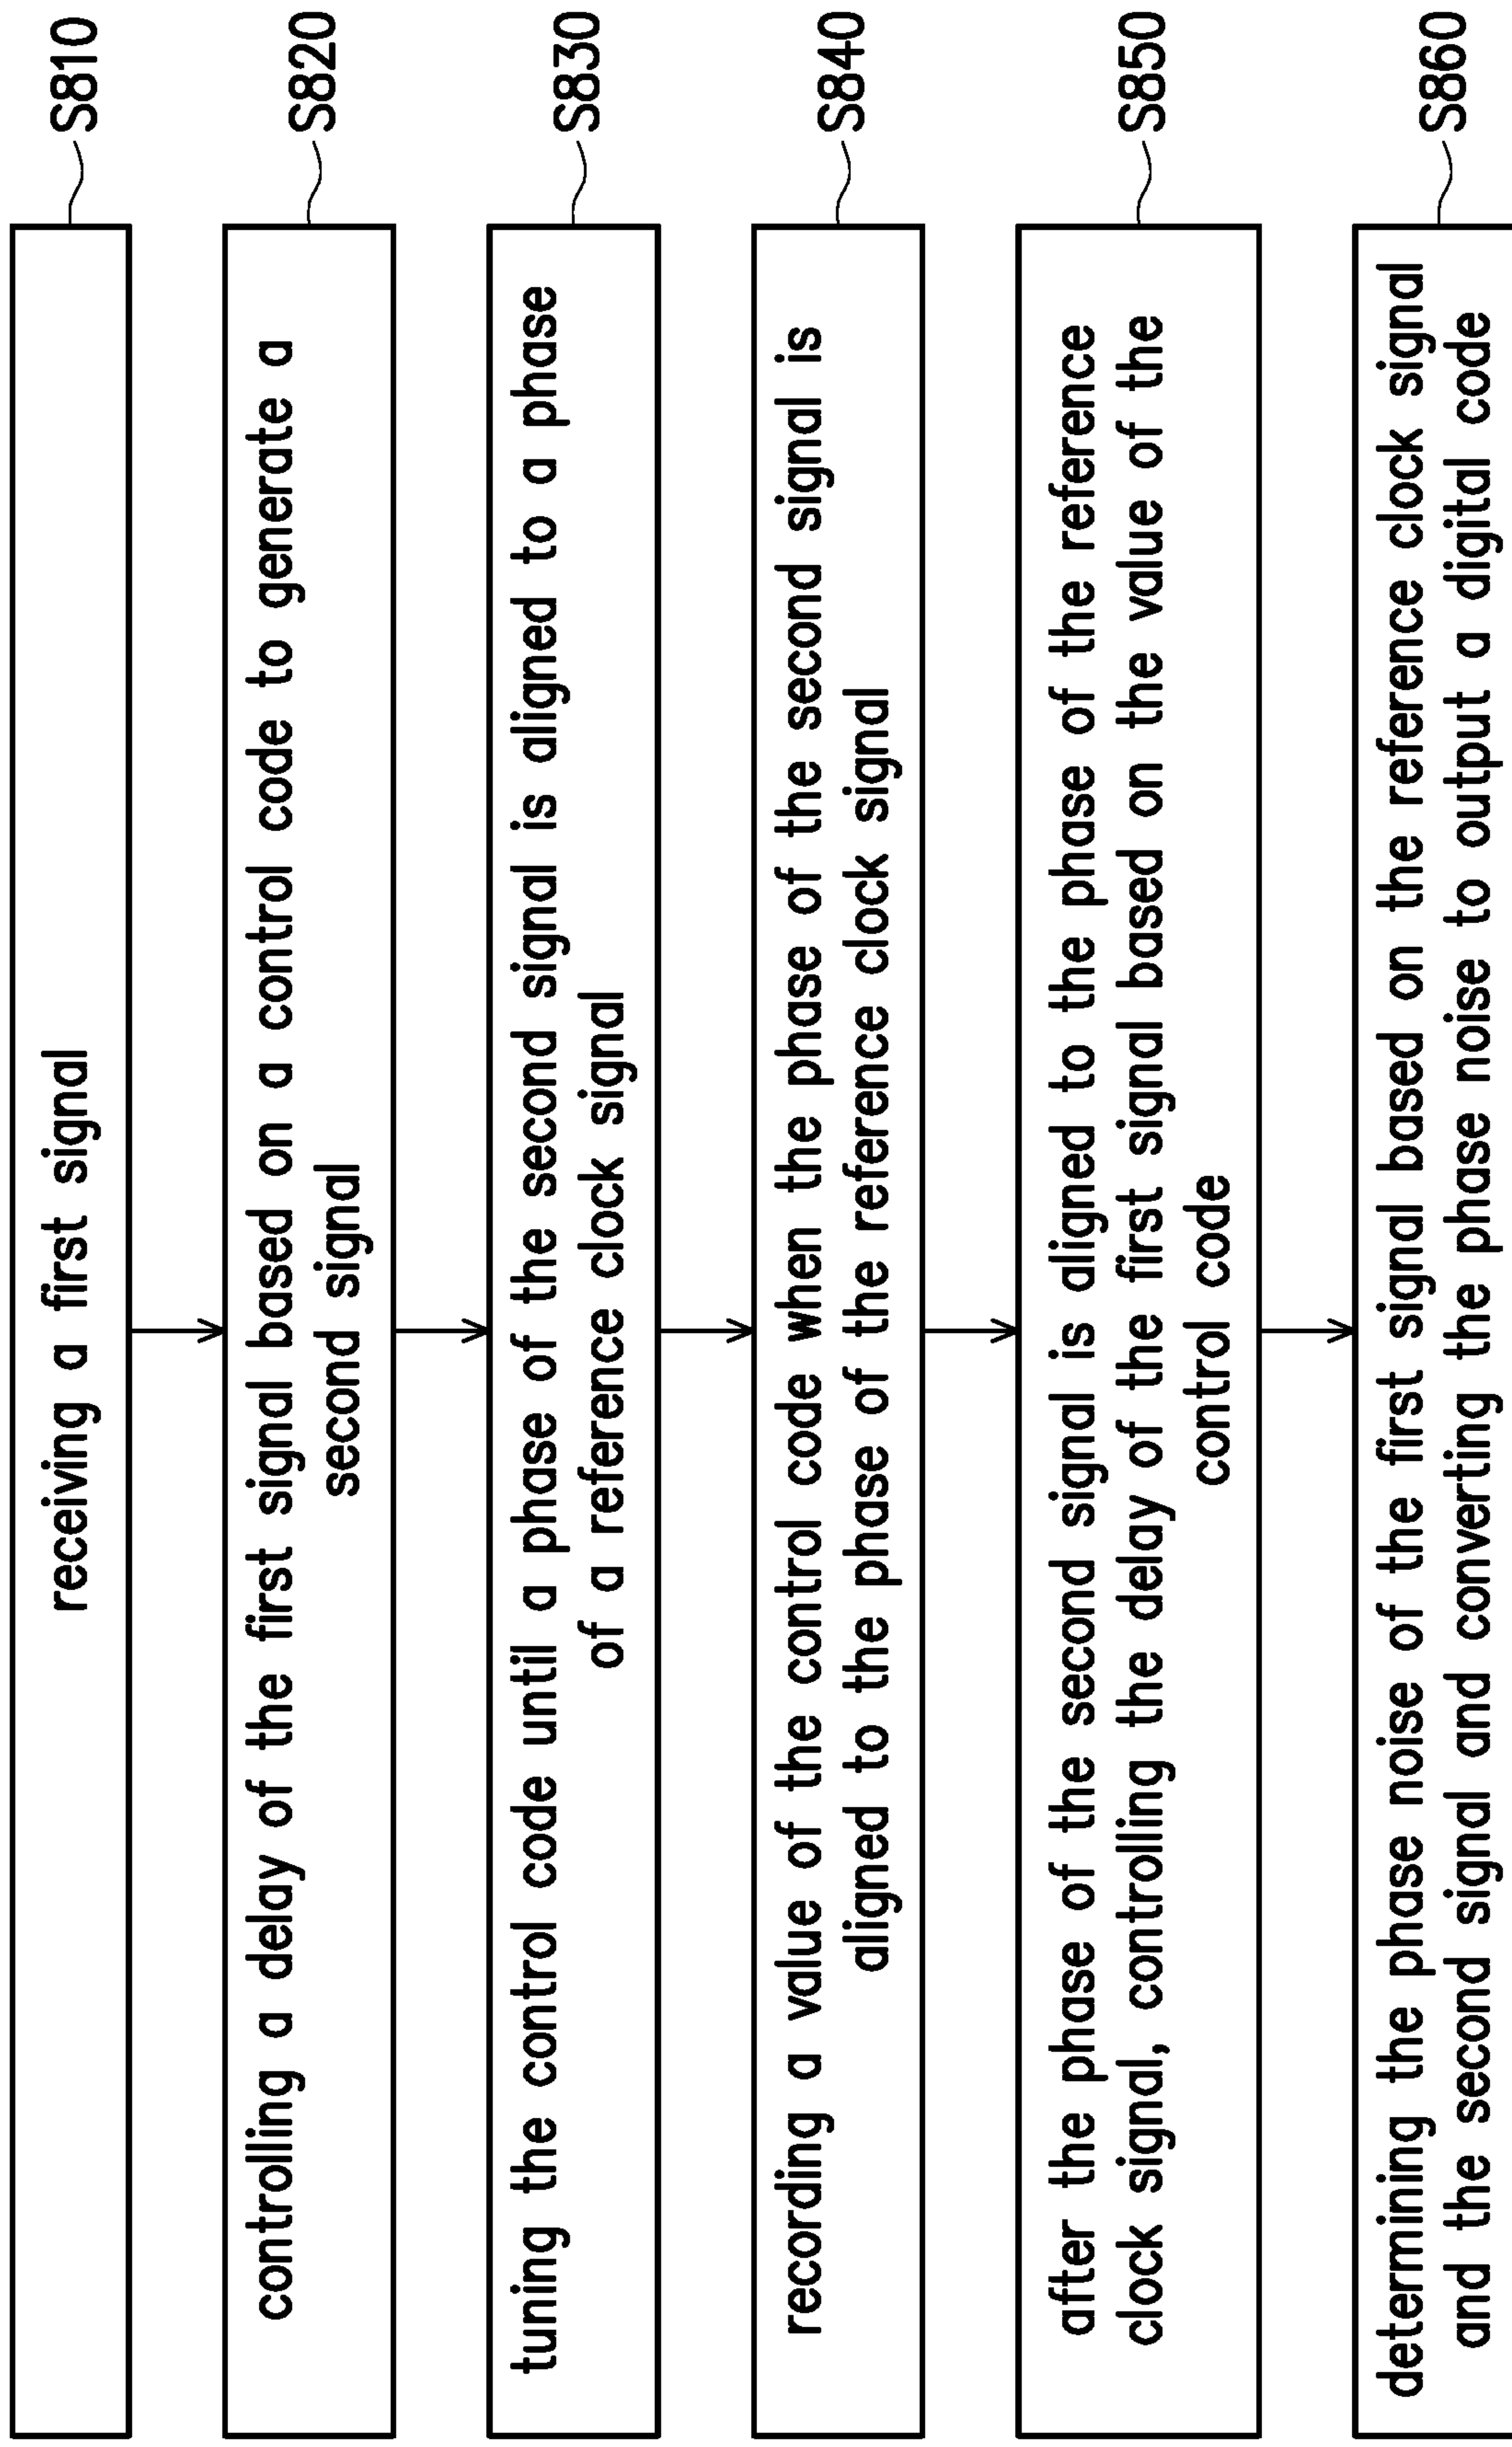 receiving a first signal
S810
controlling a delay of the first signal based on a control code to generate a
second signal
S820
tuning the control code until a phase of the second signal is aligned to a phase
of a reference clock signal
S830
recording a value of the control code when the phase of the second signal is
aligned to the phase of the reference clock signal
S840
after the phase of the second signal is aligned to the phase of the reference
clock signal, controlling the delay of the first signal based on the value of the
control code
S850
determining the phase noise of the first signal based on the reference clock signal
and the second signal and converting the phase noise to output a digital code
S860